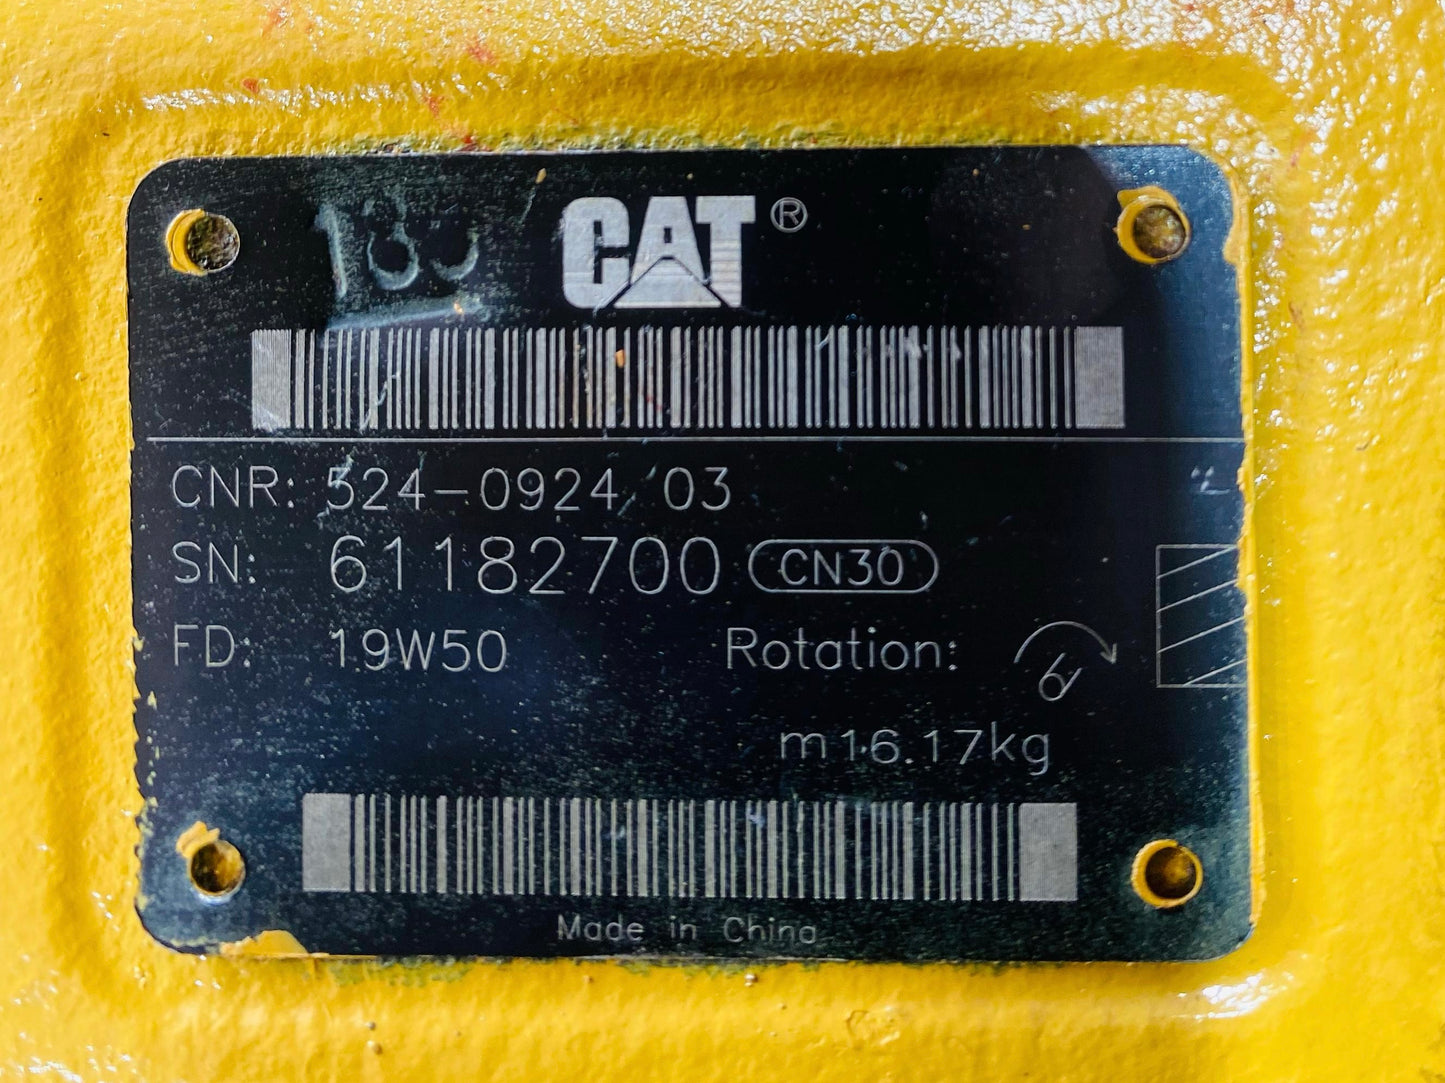 CAT®
CNR: 524-0924/03
SN: 61182700 CN30
FD: 19W50 Rotation:
m16.17kg
Made in China